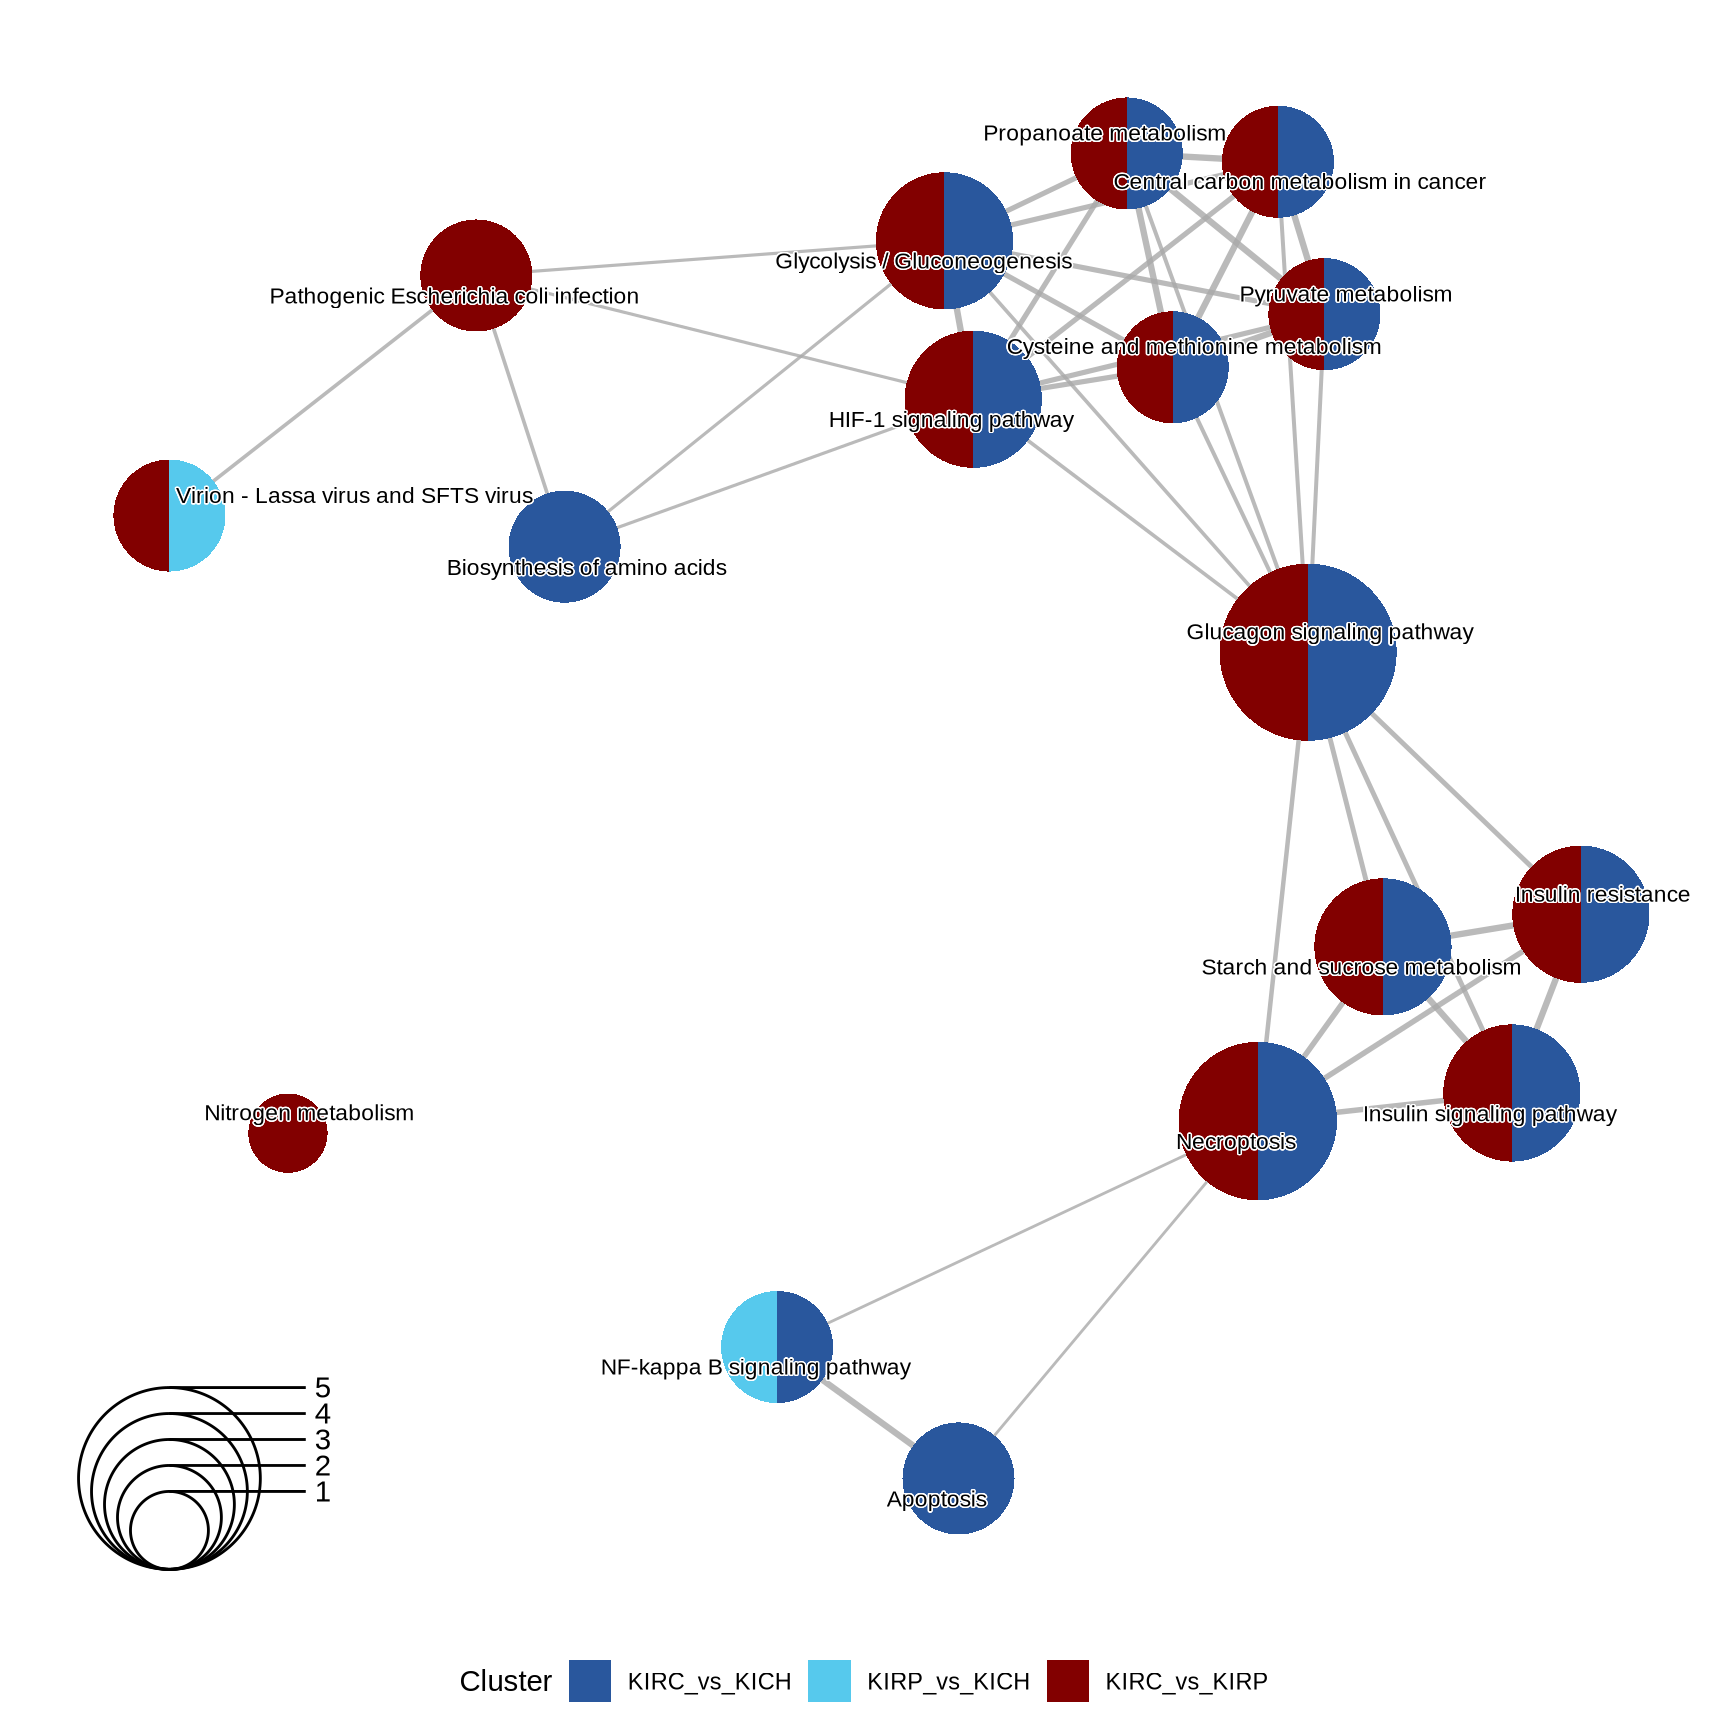 Propanoate metabolism
Central carbon metabolism in cancer
Glycolysis / Gluconeogenesis
Pathogenic Escherichia coli infection
Pyruvate metabolism
Cysteine and methionine metabolism
HIF-1 signaling pathway
Virion - Lassa virus and SFTS virus
Biosynthesis of amino acids
Glucagon signaling pathway
Insulin resistance
Starch and sucrose metabolism
Nitrogen metabolism
Insulin signaling pathway
Necroptosis
NF-kappa B signaling pathway
Apoptosis
5
4
3
2
1
Cluster KIRC_vs_KICH KIRP_vs_KICH KIRC_vs_KIRP